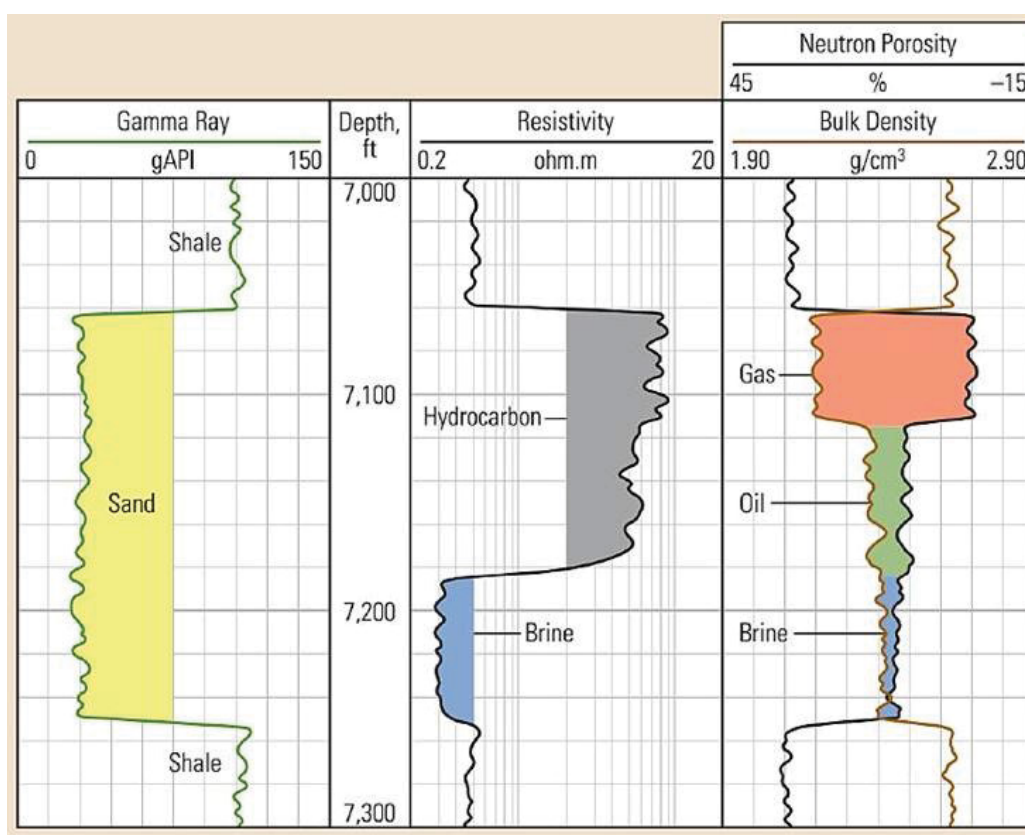 Neutron Porosity
45 % –15
Gamma Ray
0 gAPI 150
Depth,
ft
Resistivity
0.2 ohm.m 20
Bulk Density
1.90 g/cm³ 2.90
7,000
Shale
Gas
7,100
Hydrocarbon
Sand
Oil
7,200
Brine
Brine
Shale
7,300